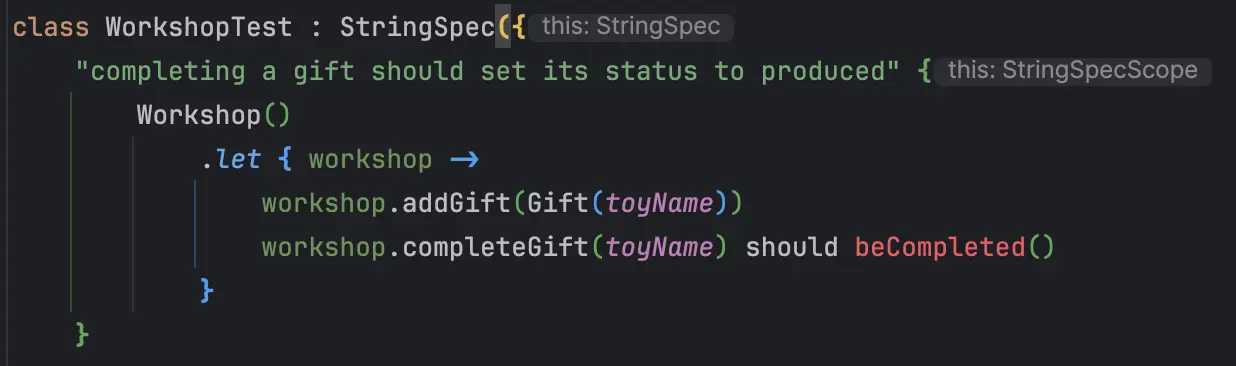 class WorkshopTest : StringSpec({ this: StringSpec
"completing a gift should set its status to produced" { this: StringSpecScope
Workshop()
.let { workshop ->
workshop.addGift(Gift(toyName))
workshop.completeGift(toyName) should beCompleted()
}
}